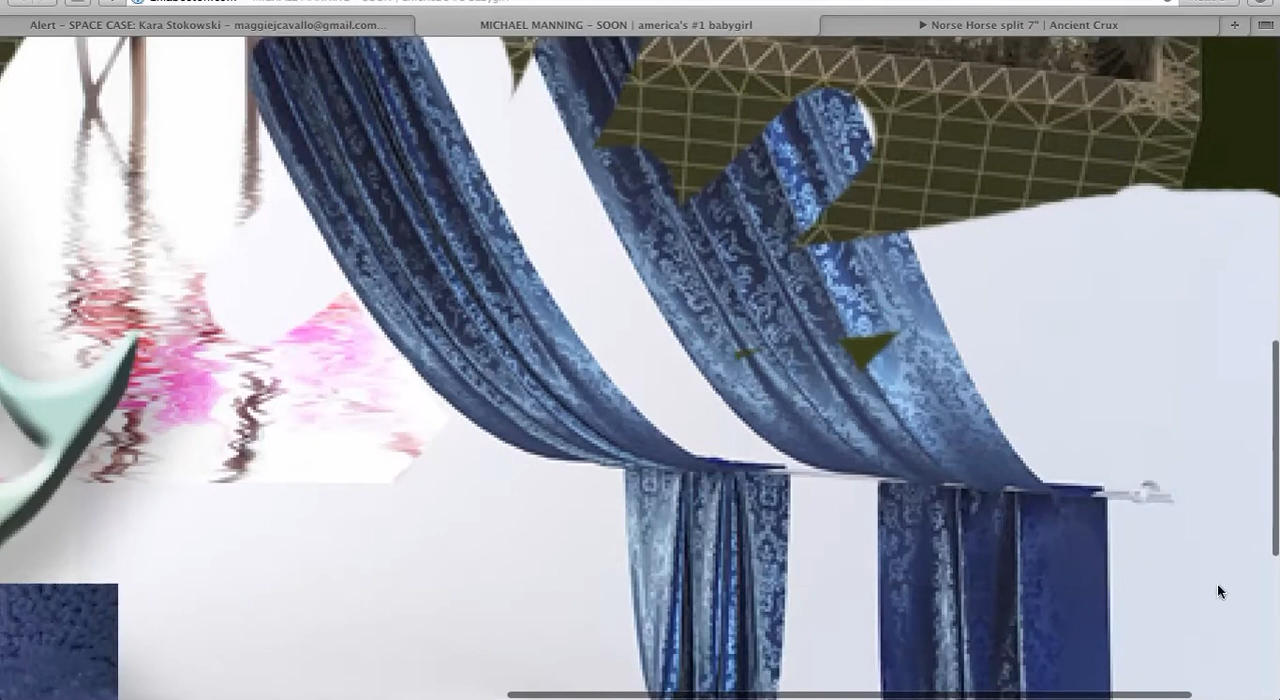 Alert – SPACE CASE: Kara Stokowski – maggiejcavallo@gmail.com...
MICHAEL MANNING – SOON | america's #1 babygirl
▶ Norse Horse split 7" | Ancient Crux